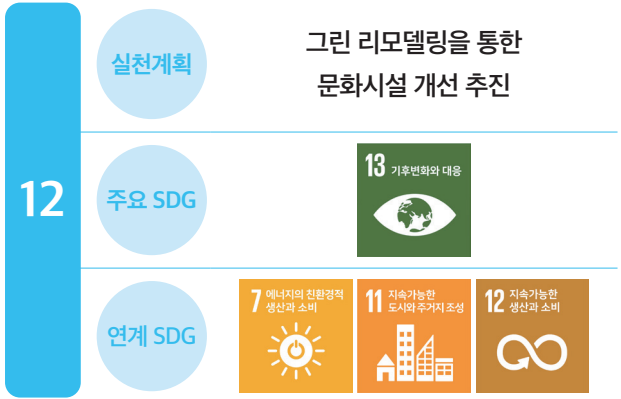 12
실천계획
그린 리모델링을 통한
문화시설 개선 추진
주요 SDG
13 기후변화와 대응
연계 SDG
7 에너지의 친환경적
생산과 소비
11 지속가능한
도시와 주거지 조성
12 지속가능한
생산과 소비